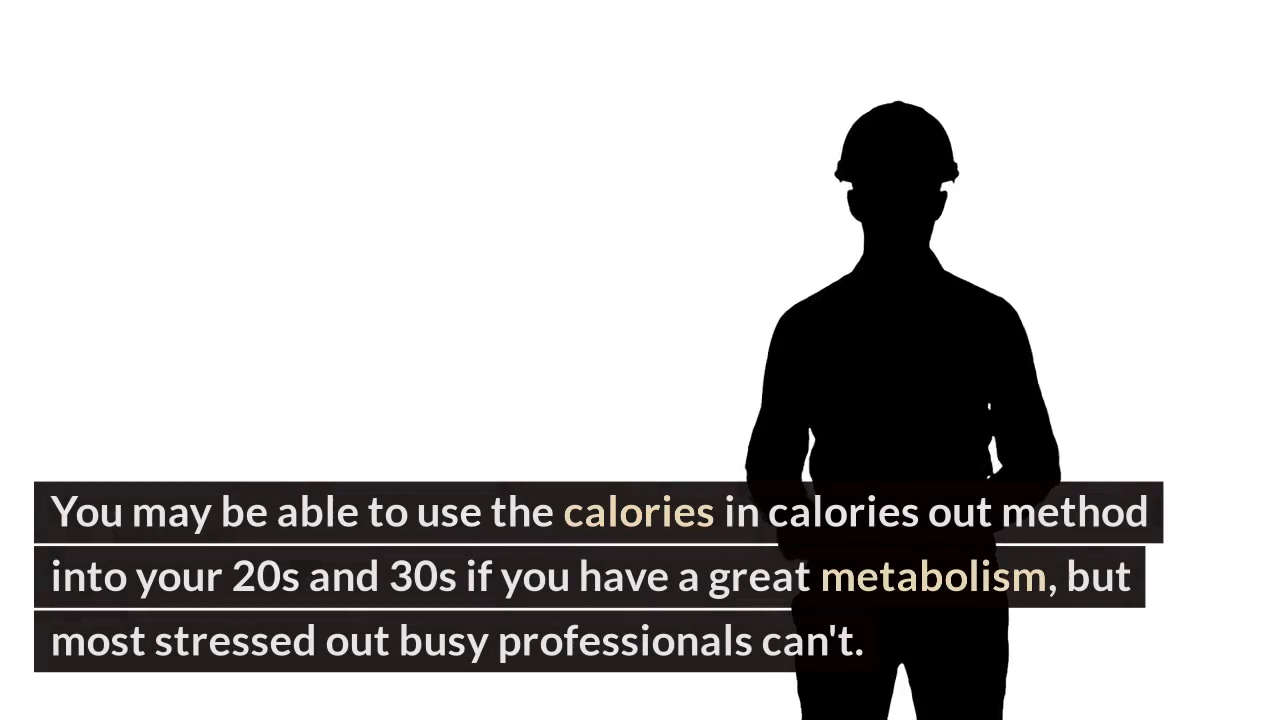 You may be able to use the calories in calories out method
into your 20s and 30s if you have a great metabolism, but
most stressed out busy professionals can't.